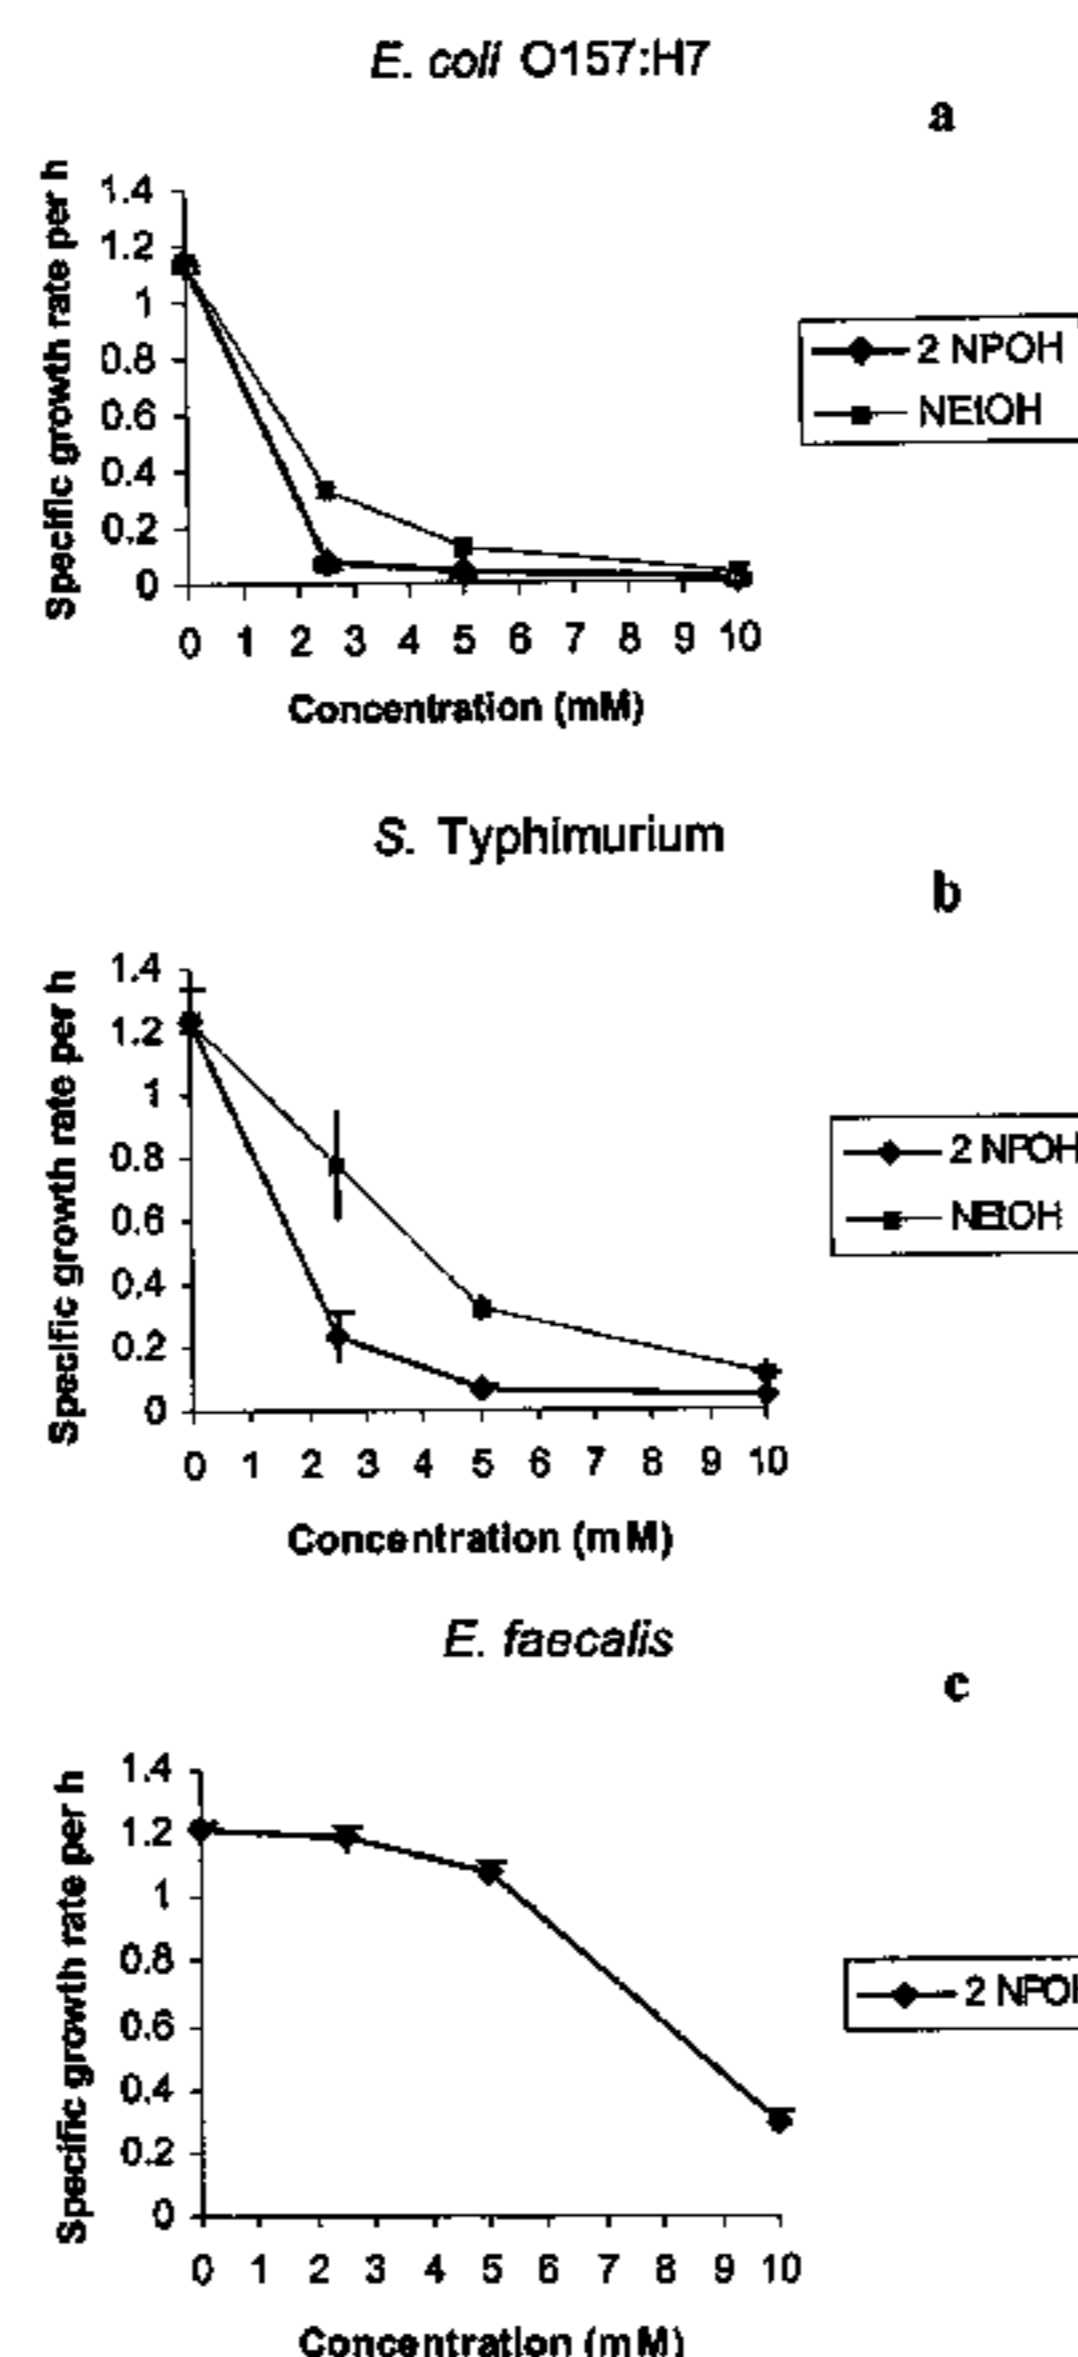 E. coli O157:H7
a
Specific growth rate per h
1.4
1.2
1
0.8
0.6
0.4
0.2
0
0 1 2 3 4 5 6 7 8 9 10
Concentration (mM)
2 NPOH
NEtOH
S. Typhimurium
b
Specific growth rate per h
1.4
1.2
1
0.8
0.6
0.4
0.2
0
0 1 2 3 4 5 6 7 8 9 10
Concentration (mM)
2 NPOH
NEtOH
E. faecalis
c
Specific growth rate per h
1.4
1.2
1
0.8
0.6
0.4
0.2
0
0 1 2 3 4 5 6 7 8 9 10
Concentration (mM)
2 NPOH